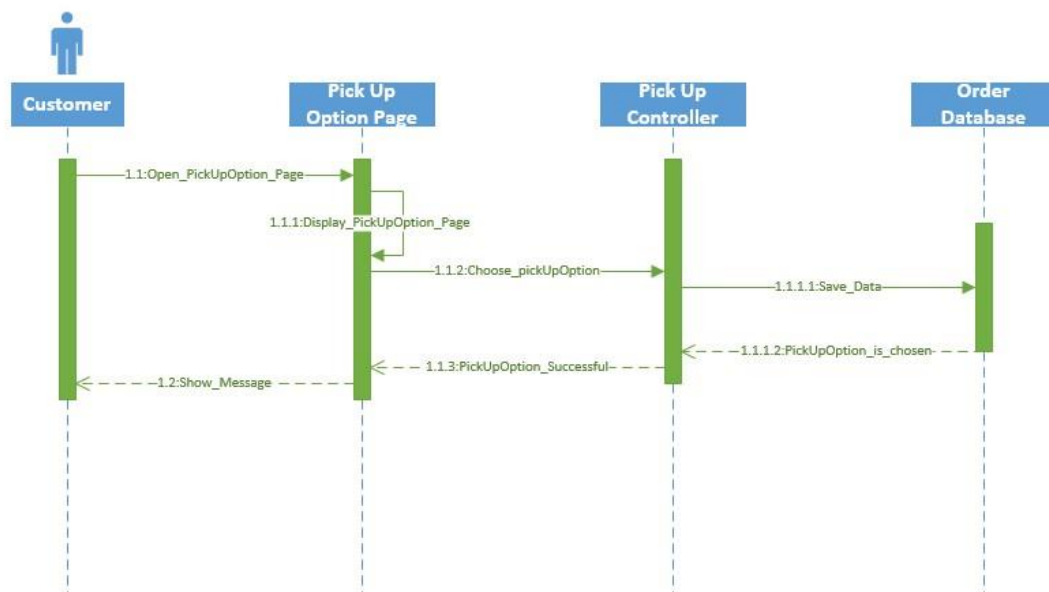 Customer
Pick Up
Option Page
Pick Up
Controller
Order
Database
1.1:Open_PickUpOption_Page
1.1.1:Display_PickUpOption_Page
1.1.2:Choose_pickUpOption
1.1.1.1:Save_Data
1.1.1.2:PickUpOption_is_chosen
1.1.3:PickUpOption_Successful
1.2:Show_Message